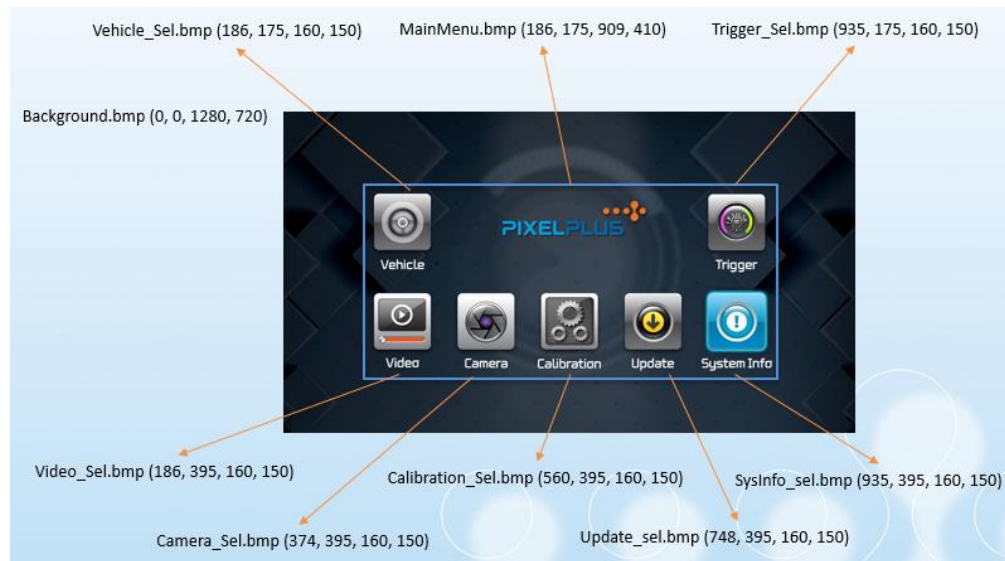 Vehicle_Sel.bmp (186, 175, 160, 150)
MainMenu.bmp (186, 175, 909, 410)
Trigger_Sel.bmp (935, 175, 160, 150)
Background.bmp (0, 0, 1280, 720)
PIXELPLUS
Vehicle
Trigger
Video
Camera
Calibration
Update
System Info
Video_Sel.bmp (186, 395, 160, 150)
Calibration_Sel.bmp (560, 395, 160, 150)
SysInfo_sel.bmp (935, 395, 160, 150)
Camera_Sel.bmp (374, 395, 160, 150)
Update_sel.bmp (748, 395, 160, 150)